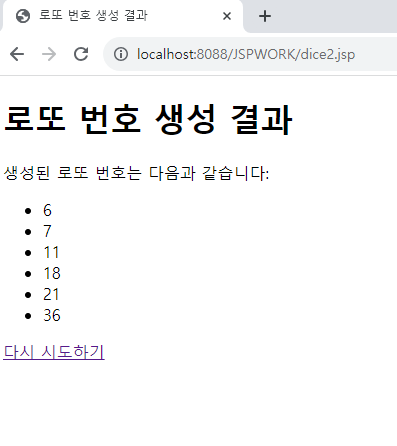 로또 번호 생성 결과
localhost:8088/JSPWORK/dice2.jsp
로또 번호 생성 결과
생성된 로또 번호는 다음과 같습니다:
6
7
11
18
21
36
다시 시도하기